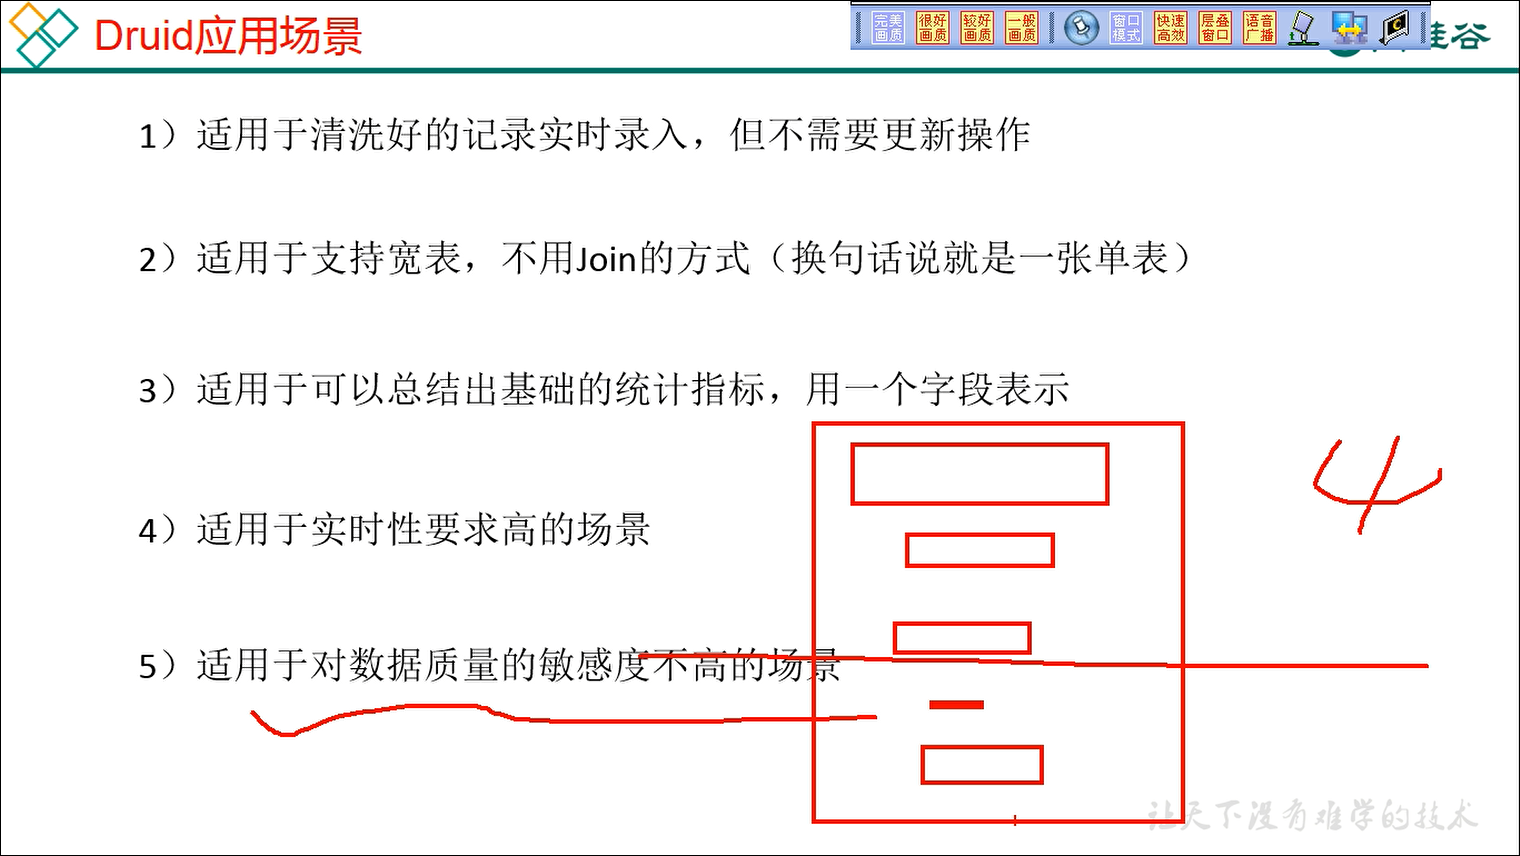 Druid应用场景
完美画质 很好画质 较好画质 一般画质 窗口模式 快速高效 层叠窗口 语音广播
硅谷
1）适用于清洗好的记录实时录入，但不需要更新操作
2）适用于支持宽表，不用Join的方式（换句话说就是一张单表）
3）适用于可以总结出基础的统计指标，用一个字段表示
4）适用于实时性要求高的场景
5）适用于对数据质量的敏感度不高的场景
让天下没有难学的技术